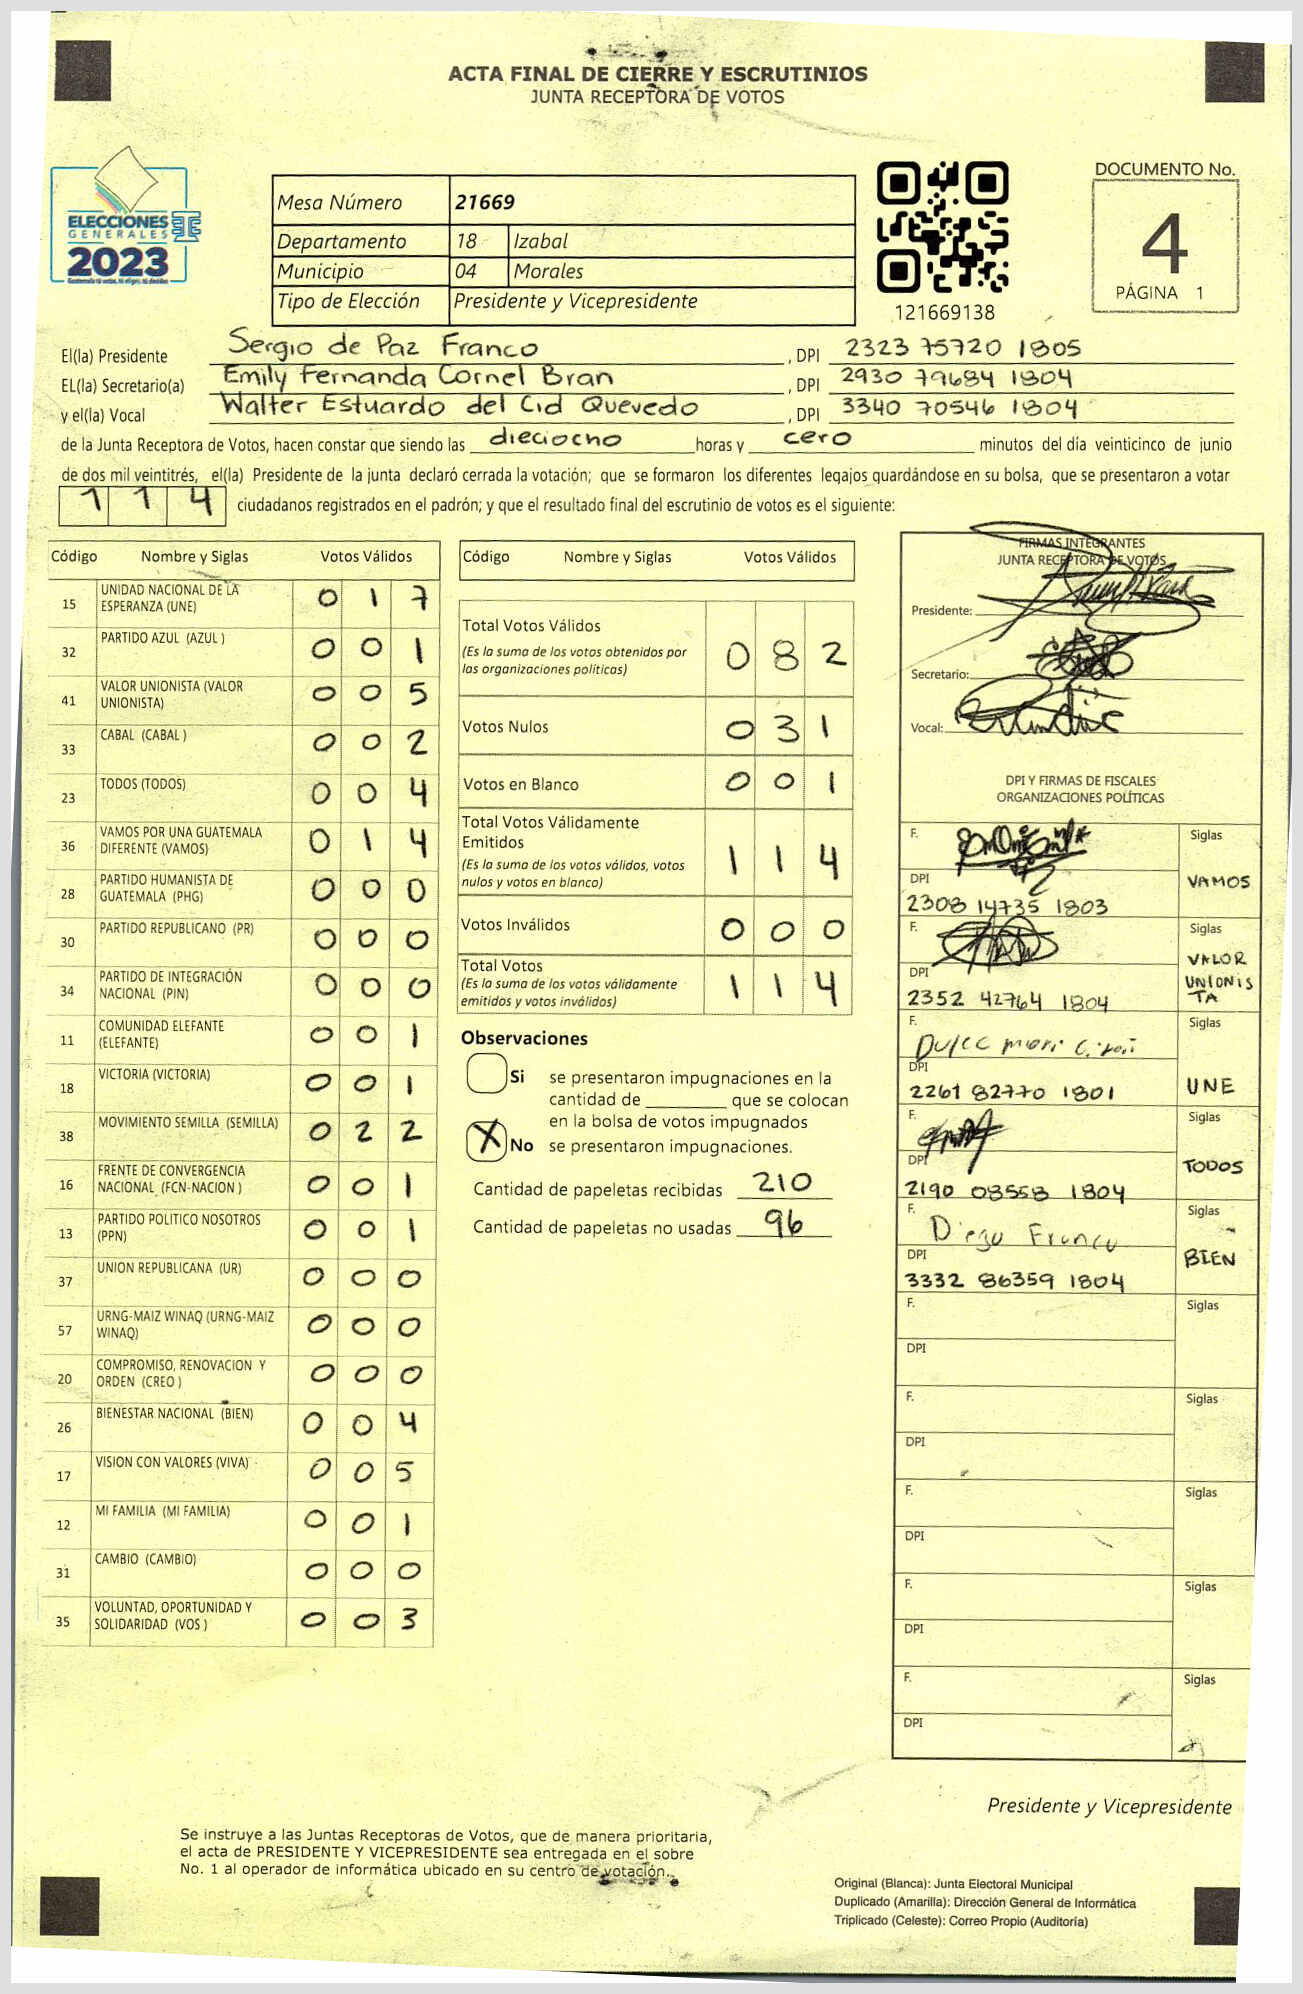 ACTA FINAL DE CIERRE Y ESCRUTINIOS
JUNTA RECEPTORA DE VOTOS
ELECCIONES
GENERALES
2023
Mesa Número 21669
Departamento 18 Izabal
Municipio 04 Morales
Tipo de Elección Presidente y Vicepresidente
121669138
DOCUMENTO No.
4
PÁGINA 1
El(la) Presidente Sergio de Paz Franco , DPI 2323 75720 1805
EL(la) Secretario(a) Emily Fernanda Cornel Bran , DPI 2930 79684 1804
y el(la) Vocal Walter Estuardo del Cid Quevedo , DPI 3340 70546 1804
de la Junta Receptora de Votos, hacen constar que siendo las dieciocho horas y cero minutos del día veinticinco de junio
de dos mil veintitrés, el(la) Presidente de la junta declaró cerrada la votación; que se formaron los diferentes legajos guardándose en su bolsa, que se presentaron a votar
114 ciudadanos registrados en el padrón; y que el resultado final del escrutinio de votos es el siguiente:
Código Nombre y Siglas Votos Válidos
15 UNIDAD NACIONAL DE LA ESPERANZA (UNE) 0 1 7
32 PARTIDO AZUL (AZUL ) 0 0 1
41 VALOR UNIONISTA (VALOR UNIONISTA) 0 0 5
33 CABAL (CABAL ) 0 0 2
23 TODOS (TODOS) 0 0 4
36 VAMOS POR UNA GUATEMALA DIFERENTE (VAMOS) 0 1 4
28 PARTIDO HUMANISTA DE GUATEMALA (PHG) 0 0 0
30 PARTIDO REPUBLICANO (PR) 0 0 0
34 PARTIDO DE INTEGRACIÓN NACIONAL (PIN) 0 0 0
11 COMUNIDAD ELEFANTE (ELEFANTE) 0 0 1
18 VICTORIA (VICTORIA) 0 0 1
38 MOVIMIENTO SEMILLA (SEMILLA) 0 2 2
16 FRENTE DE CONVERGENCIA NACIONAL (FCN-NACION ) 0 0 1
13 PARTIDO POLITICO NOSOTROS (PPN) 0 0 1
37 UNION REPUBLICANA (UR) 0 0 0
57 URNG-MAIZ WINAQ (URNG-MAIZ WINAQ) 0 0 0
20 COMPROMISO, RENOVACION Y ORDEN (CREO ) 0 0 0
26 BIENESTAR NACIONAL (BIEN) 0 0 4
17 VISION CON VALORES (VIVA) 0 0 5
12 MI FAMILIA (MI FAMILIA) 0 0 1
31 CAMBIO (CAMBIO) 0 0 0
35 VOLUNTAD, OPORTUNIDAD Y SOLIDARIDAD (VOS ) 0 0 3
Código Nombre y Siglas Votos Válidos
Total Votos Válidos 0 8 2
(Es la suma de los votos obtenidos por
las organizaciones politicas)
Votos Nulos 0 3 1
Votos en Blanco 0 0 1
Total Votos Válidamente
Emitidos 1 1 4
(Es la suma de los votos válidos, votos
nulos y votos en blanco)
Votos Inválidos 0 0 0
Total Votos 1 1 4
(Es la suma de los votos válidamente
emitidos y votos inválidos)
Observaciones
Si se presentaron impugnaciones en la
cantidad de ________ que se colocan
en la bolsa de votos impugnados
X No se presentaron impugnaciones.
Cantidad de papeletas recibidas 210
Cantidad de papeletas no usadas 96
FIRMAS INTEGRANTES
JUNTA RECEPTORA DE VOTOS
Presidente:
Secretario:
Vocal:
DPI Y FIRMAS DE FISCALES
ORGANIZACIONES POLÍTICAS
F. Siglas
DPI VAMOS
2308 14735 1803
F. Siglas
DPI VALOR UNIONISTA
2352 42764 1804
F. Siglas
Dulce
DPI UNE
2261 82770 1801
F. Siglas
DPI TODOS
2190 08558 1804
F. Siglas
Diego Franco
DPI BIEN
3332 86359 1804
F. Siglas
DPI
F. Siglas
DPI
F. Siglas
DPI
F. Siglas
DPI
F. Siglas
DPI
Presidente y Vicepresidente
Se instruye a las Juntas Receptoras de Votos, que de manera prioritaria,
el acta de PRESIDENTE Y VICEPRESIDENTE sea entregada en el sobre
No. 1 al operador de informática ubicado en su centro de votación.
Original (Blanca): Junta Electoral Municipal
Duplicado (Amarilla): Dirección General de Informática
Triplicado (Celeste): Correo Propio (Auditoría)